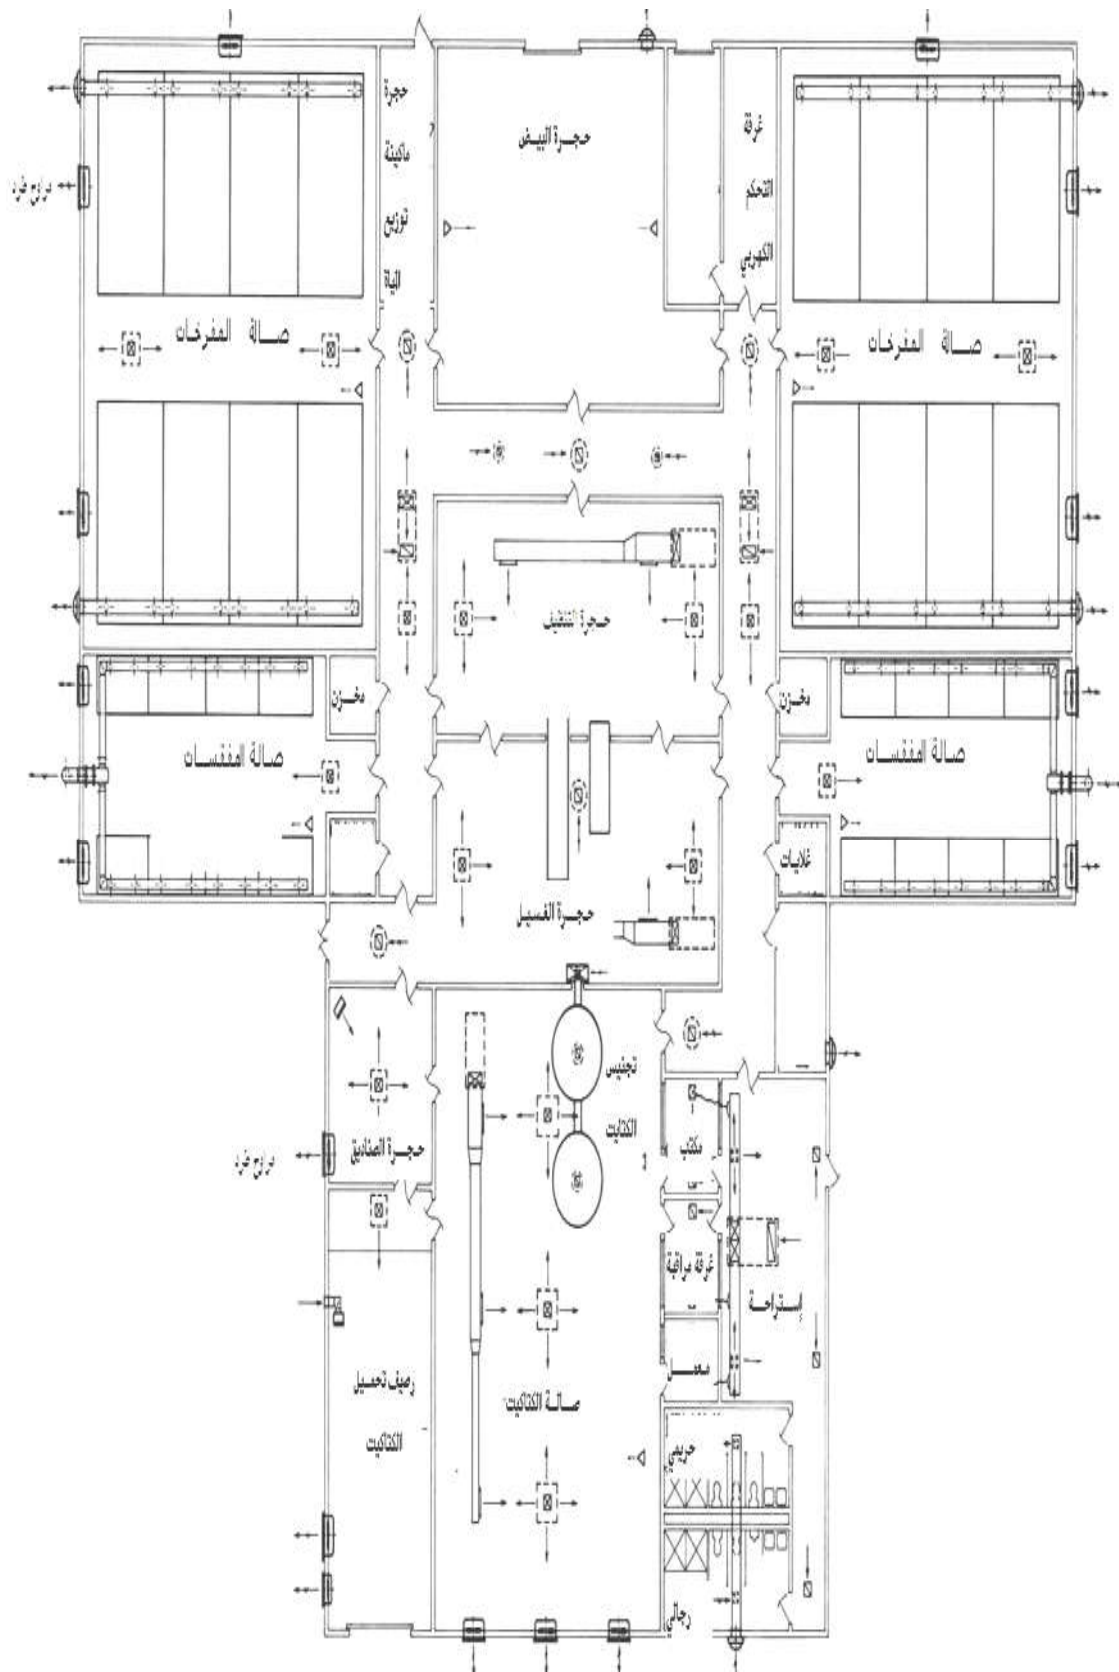 حجرة
ماكينة
توزيع
المياة
حجرة البيض
غرفة
التحكم
الكهربي
مراوح طرد
صالة المفرخات
صالة المفرخات
حجرة التنظيف
مخزن
مخزن
صالة المفقسات
صالة المفقسات
غلايات
حجرة الغسيل
تجنيس
الكتاكيت
مكتب
حجرة الصناديق
مراوح طرد
غرفة مراقبة
إستراحة
معمل
رصيف تحميل
الكتاكيت
صالة الكتاكيت
حريمي
رجالي